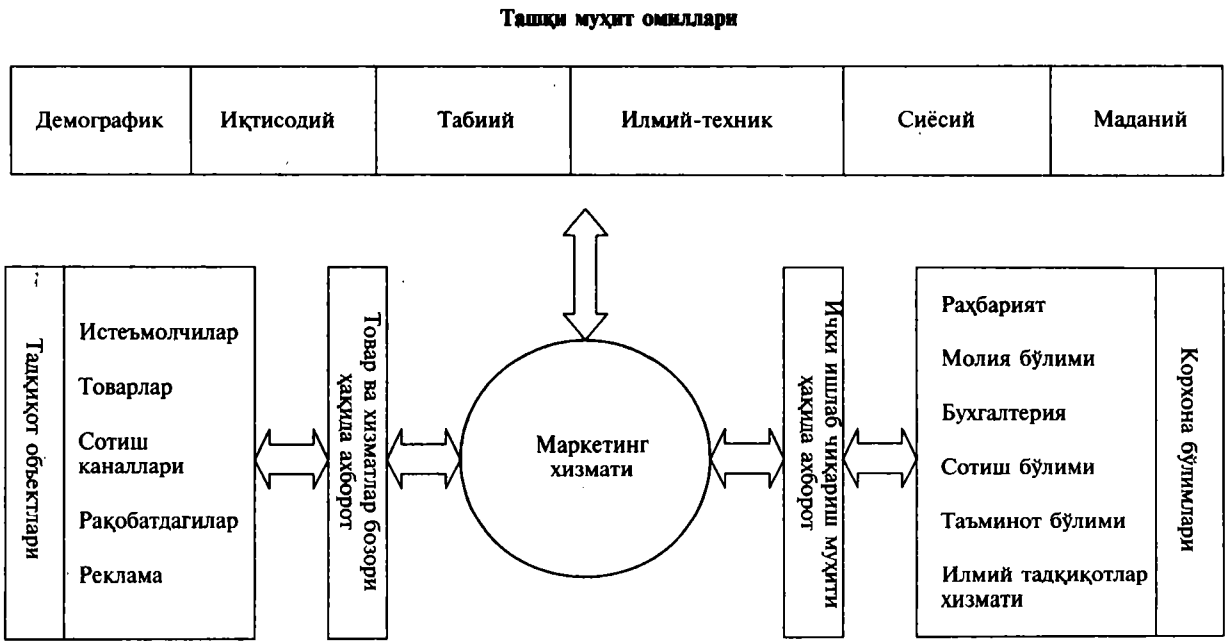 Ташқи муҳит омиллари
Демографик
Иқтисодий
Табиий
Илмий-техник
Сиёсий
Маданий
Тадқиқот объектлари
Истеъмолчилар
Товарлар
Сотиш
каналлари
Рақобатдагилар
Реклама
Товар ва хизматлар бозори
ҳақида ахборот
Маркетинг
хизмати
Ички ишлаб чиқариш муҳити
ҳақида ахборот
Раҳбарият
Молия бўлими
Бухгалтерия
Сотиш бўлими
Таъминот бўлими
Илмий тадқиқотлар
хизмати
Корхона бўлимлари